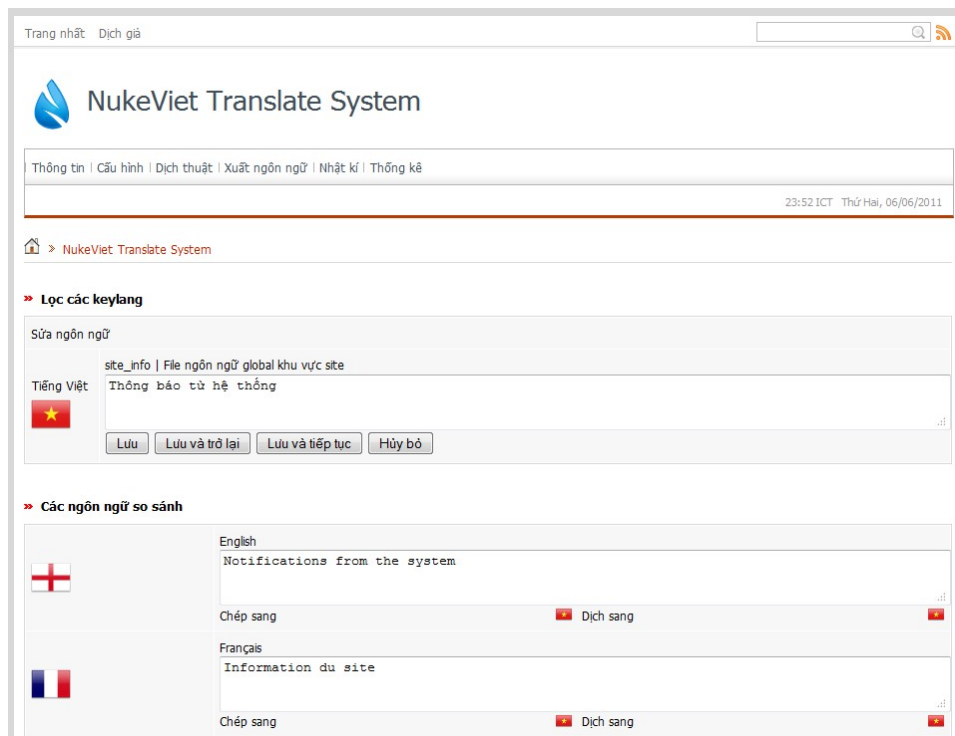 Trang nhất Dịch giả
NukeViet Translate System
Thông tin | Cấu hình | Dịch thuật | Xuất ngôn ngữ | Nhật kí | Thống kê
23:52 ICT Thứ Hai, 06/06/2011
» NukeViet Translate System
» Lọc các keylang
Sửa ngôn ngữ
site_info | File ngôn ngữ global khu vực site
Tiếng Việt
Thông báo từ hệ thống
Lưu Lưu và trở lại Lưu và tiếp tục Hủy bỏ
» Các ngôn ngữ so sánh
English
Notifications from the system
Chép sang Dịch sang
Français
Information du site
Chép sang Dịch sang